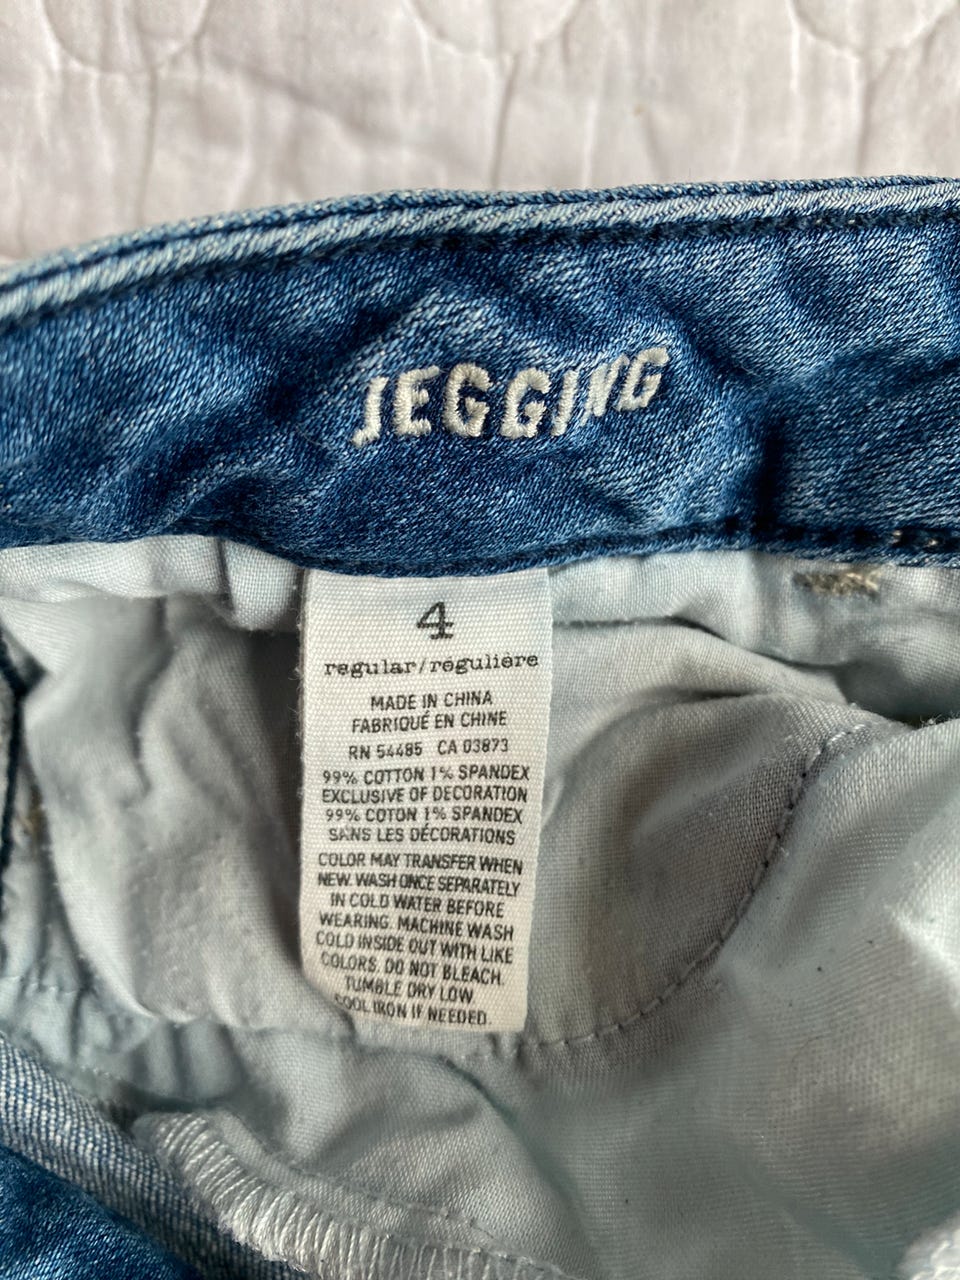 JEGGING
4
regular/régulière
MADE IN CHINA
FABRIQUÉ EN CHINE
RN 54485 CA 03873
99% COTTON 1% SPANDEX
EXCLUSIVE OF DECORATION
99% COTON 1% SPANDEX
SANS LES DÉCORATIONS
COLOR MAY TRANSFER WHEN
NEW. WASH ONCE SEPARATELY
IN COLD WATER BEFORE
WEARING. MACHINE WASH
COLD INSIDE OUT WITH LIKE
COLORS. DO NOT BLEACH.
TUMBLE DRY LOW
COOL IRON IF NEEDED.